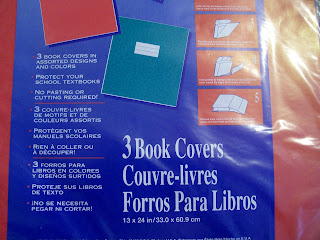 · 3 BOOK COVERS IN
ASSORTED DESIGNS
AND COLORS
· PROTECT YOUR
SCHOOL TEXTBOOKS
· NO PASTING OR
CUTTING REQUIRED!
· 3 COUVRE-LIVRES
DE MOTIFS ET DE
COULEURS ASSORTIS
· PROTÈGENT VOS
MANUELS SCOLAIRES
· RIEN À COLLER OU
À DÉCOUPER!
· 3 FORROS PARA
LIBROS EN COLORES
Y DISEÑOS SURTIDOS
· PROTEJE SUS LIBROS
DE TEXTO
· ¡NO SE NECESITA
PEGAR NI CORTAR!
3 Book Covers
Couvre-livres
Forros Para Libros
13 x 24 in/33.0 x 60.9 cm
5